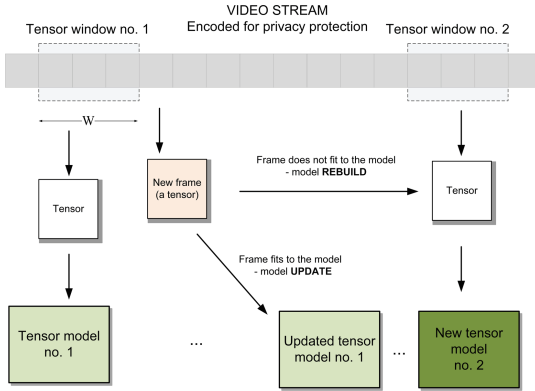 VIDEO STREAM
Encoded for privacy protection
Tensor window no. 1
Tensor window no. 2
W
Tensor
New frame
(a tensor)
Frame does not fit to the model
- model REBUILD
Tensor
Frame fits to the model
- model UPDATE
Tensor model
no. 1
...
Updated tensor
model no. 1
...
New tensor
model
no. 2